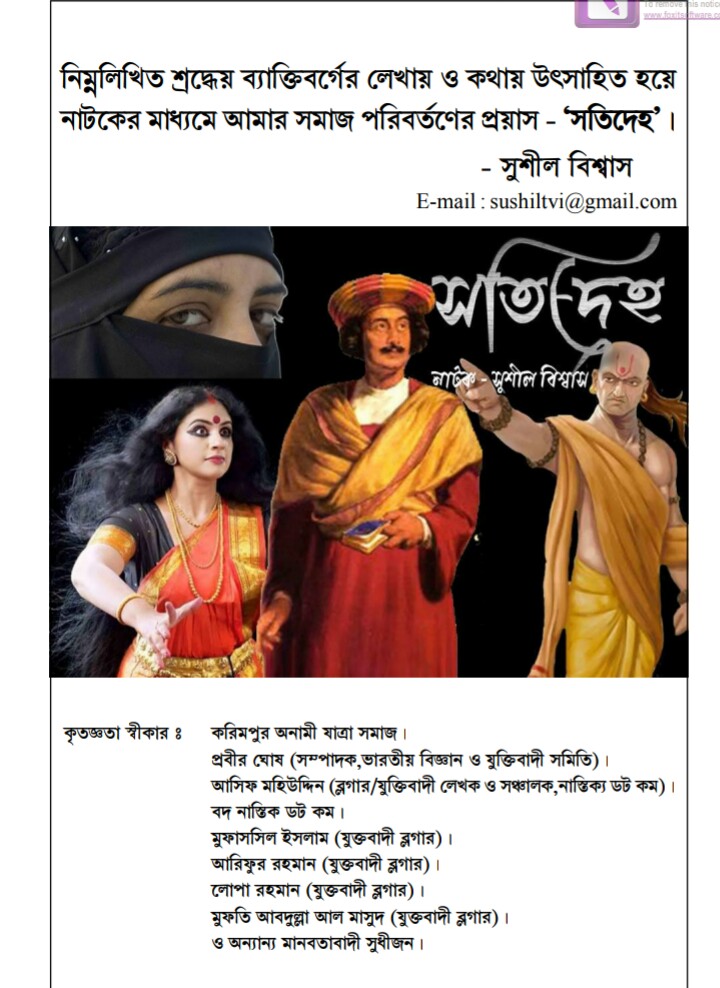 To remove this notice
www.foxitsoftware.co
নিম্নলিখিত শ্রদ্ধেয় ব্যাক্তিবর্গের লেখায় ও কথায় উৎসাহিত হয়ে
নাটকের মাধ্যমে আমার সমাজ পরিবর্তণের প্রয়াস - ‘সতিদেহ’।
- সুশীল বিশ্বাস
E-mail : sushiltvi@gmail.com
সতিদেহ
নাটক - সুশীল বিশ্বাস
কৃতজ্ঞতা স্বীকার ঃ করিমপুর অনামী যাত্রা সমাজ।
প্রবীর ঘোষ (সম্পাদক,ভারতীয় বিজ্ঞান ও যুক্তিবাদী সমিতি)।
আসিফ মহিউদ্দিন (ব্লগার/যুক্তিবাদী লেখক ও সঞ্চালক,নাস্তিক্য ডট কম)।
বদ নাস্তিক ডট কম।
মুফাসসিল ইসলাম (যুক্তবাদী ব্লগার)।
আরিফুর রহমান (যুক্তবাদী ব্লগার)।
লোপা রহমান (যুক্তবাদী ব্লগার)।
মুফতি আবদুল্লা আল মাসুদ (যুক্তবাদী ব্লগার)।
ও অন্যান্য মানবতাবাদী সুধীজন।